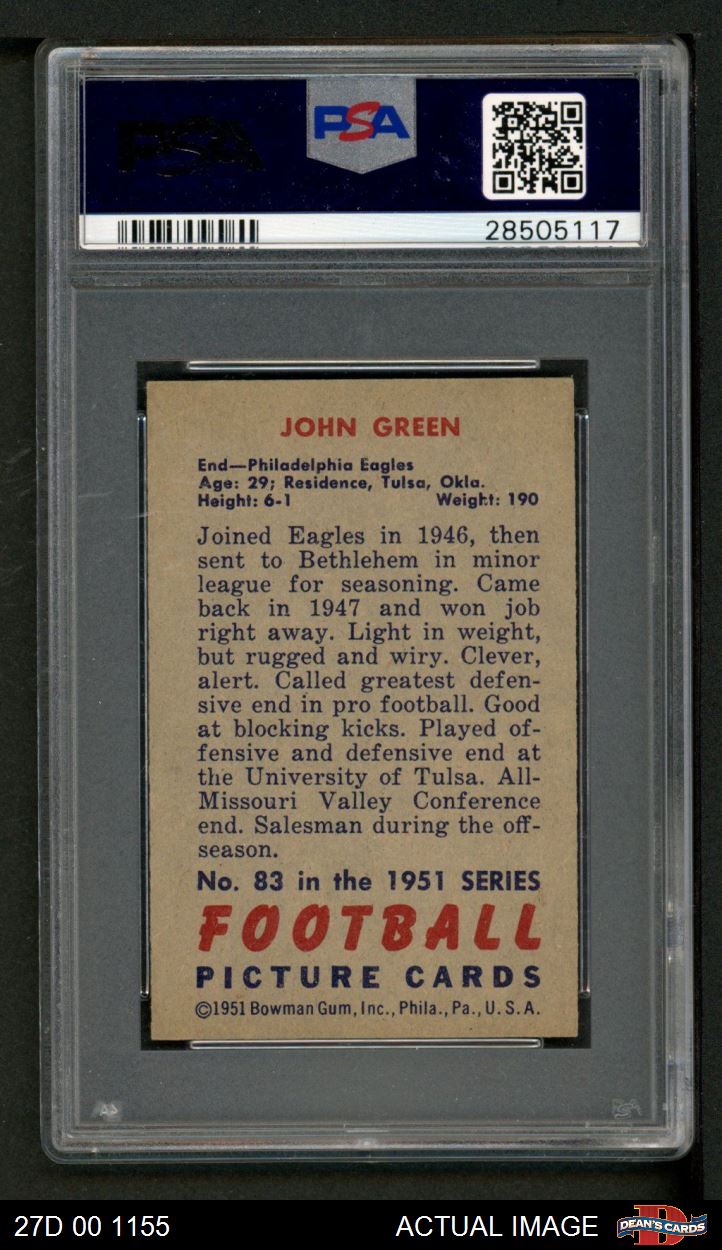 PSA
PSA
28505117
JOHN GREEN
End—Philadelphia Eagles
Age: 29; Residence, Tulsa, Okla.
Height: 6-1 Weight: 190
Joined Eagles in 1946, then
sent to Bethlehem in minor
league for seasoning. Came
back in 1947 and won job
right away. Light in weight,
but rugged and wiry. Clever,
alert. Called greatest defen-
sive end in pro football. Good
at blocking kicks. Played of-
fensive and defensive end at
the University of Tulsa. All-
Missouri Valley Conference
end. Salesman during the off-
season.
No. 83 in the 1951 SERIES
FOOTBALL
PICTURE CARDS
©1951 Bowman Gum, Inc., Phila., Pa., U.S.A.
PSA
27D 00 1155 ACTUAL IMAGE DEAN'S CARDS